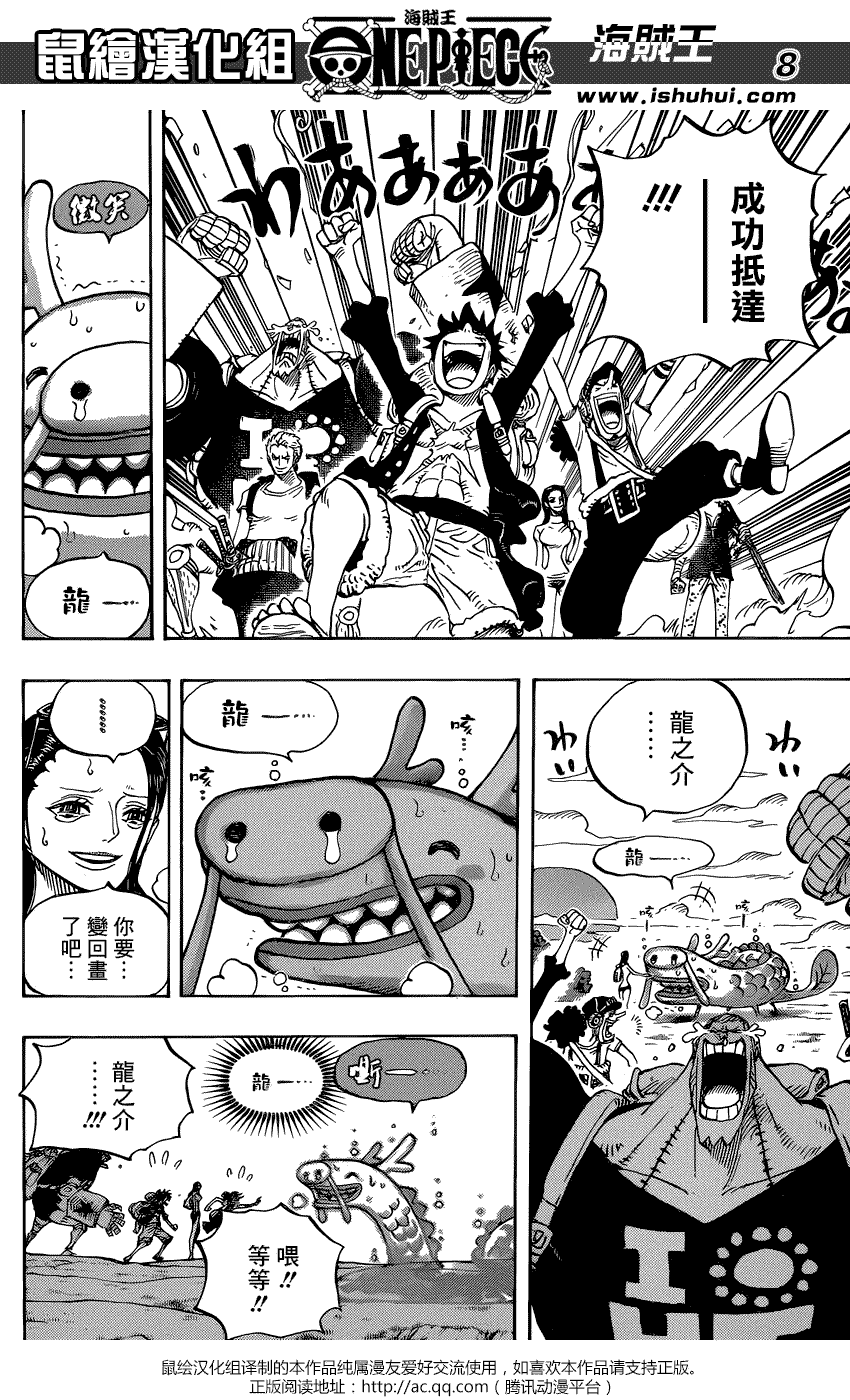 鼠繪漢化組
海賊王
ONE PIECE
海賊王
8
www.ishuhui.com
成功抵達
——
!!!
わあああああ
あ。
微笑
龍一…
龍之介
……
わい
わい
龍一…
咳…
咳…
龍一…
咳…
咳…
……
你要…
變回畫
了吧…
龍一…
龍之介
……!!!
喂!!
等等!!
鼠绘汉化组译制的本作品纯属漫友爱好交流使用，如喜欢本作品请支持正版。
正版阅读地址：http://ac.qq.com（腾讯动漫平台）